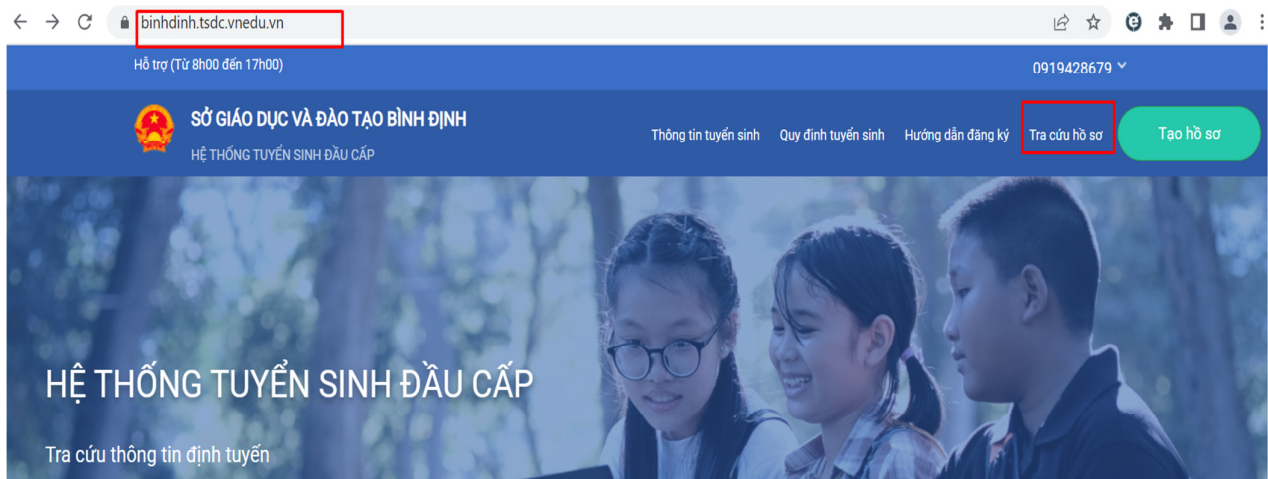 binhdinh.tsdc.vnedu.vn
Hỗ trợ (Từ 8h00 đến 17h00)
0919428679
SỞ GIÁO DỤC VÀ ĐÀO TẠO BÌNH ĐỊNH
HỆ THỐNG TUYỂN SINH ĐẦU CẤP
Thông tin tuyển sinh Quy định tuyển sinh Hướng dẫn đăng ký Tra cứu hồ sơ Tạo hồ sơ
HỆ THỐNG TUYỂN SINH ĐẦU CẤP
Tra cứu thông tin định tuyến